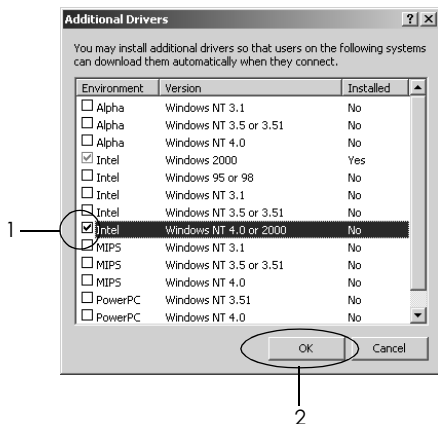 Additional Drivers
You may install additional drivers so that users on the following systems
can download them automatically when they connect.
Environment Version Installed
Alpha Windows NT 3.1 No
Alpha Windows NT 3.5 or 3.51 No
Alpha Windows NT 4.0 No
Intel Windows 2000 Yes
Intel Windows 95 or 98 No
Intel Windows NT 3.1 No
Intel Windows NT 3.5 or 3.51 No
1
Intel Windows NT 4.0 or 2000 No
MIPS Windows NT 3.1 No
MIPS Windows NT 3.5 or 3.51 No
MIPS Windows NT 4.0 No
PowerPC Windows NT 3.51 No
PowerPC Windows NT 4.0 No
OK Cancel
2